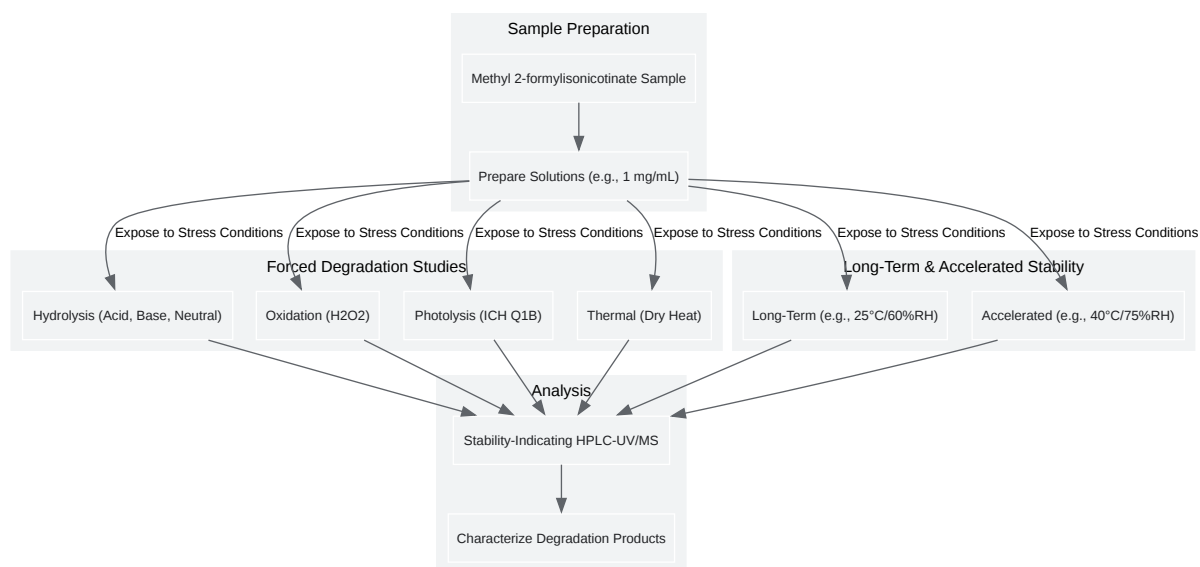 Sample Preparation
Methyl 2-formylisonicotinate Sample
Prepare Solutions (e.g., 1 mg/mL)
Expose to Stress Conditions
Expose to Stress Conditions
Expose to Stress Conditions
Expose to Stress Conditions
Expose to Stress Conditions
Expose to Stress Conditions
Forced Degradation Studies
Long-Term & Accelerated Stability
Hydrolysis (Acid, Base, Neutral)
Oxidation (H2O2)
Photolysis (ICH Q1B)
Thermal (Dry Heat)
Long-Term (e.g., 25°C/60%RH)
Accelerated (e.g., 40°C/75%RH)
Analysis
Stability-Indicating HPLC-UV/MS
Characterize Degradation Products